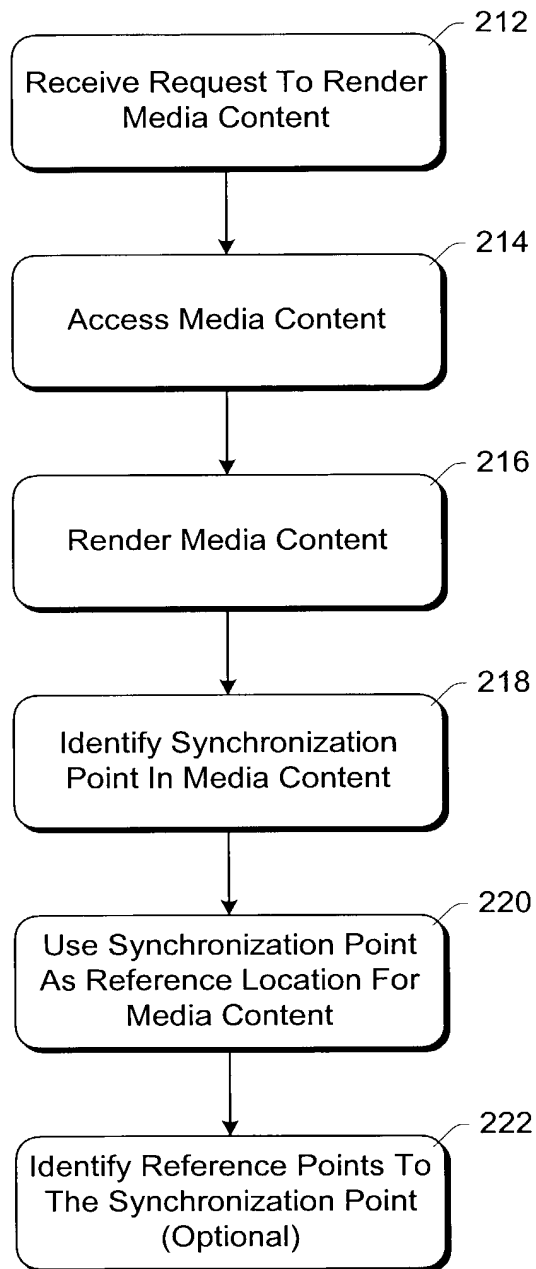 212
Receive Request To Render
Media Content
214
Access Media Content
216
Render Media Content
218
Identify Synchronization
Point In Media Content
220
Use Synchronization Point
As Reference Location For
Media Content
222
Identify Reference Points To
The Synchronization Point
(Optional)